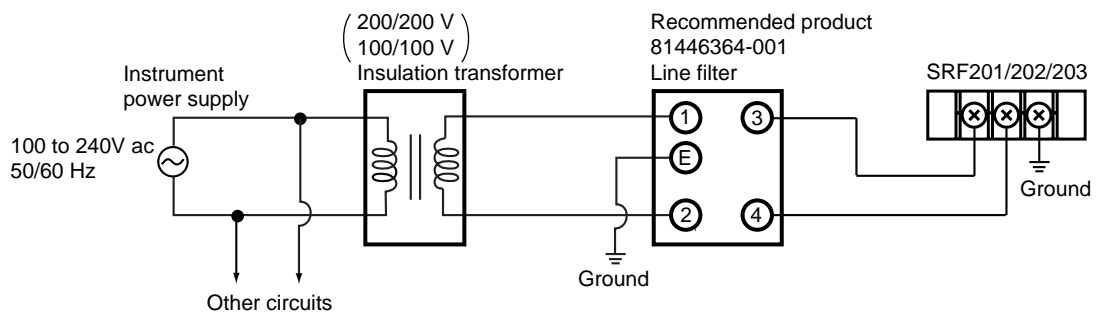 200/200 V
100/100 V
Insulation transformer
Recommended product
81446364-001
Line filter
SRF201/202/203
Instrument
power supply
100 to 240V ac
50/60 Hz
1
3
E
2
4
Ground
Ground
Other circuits